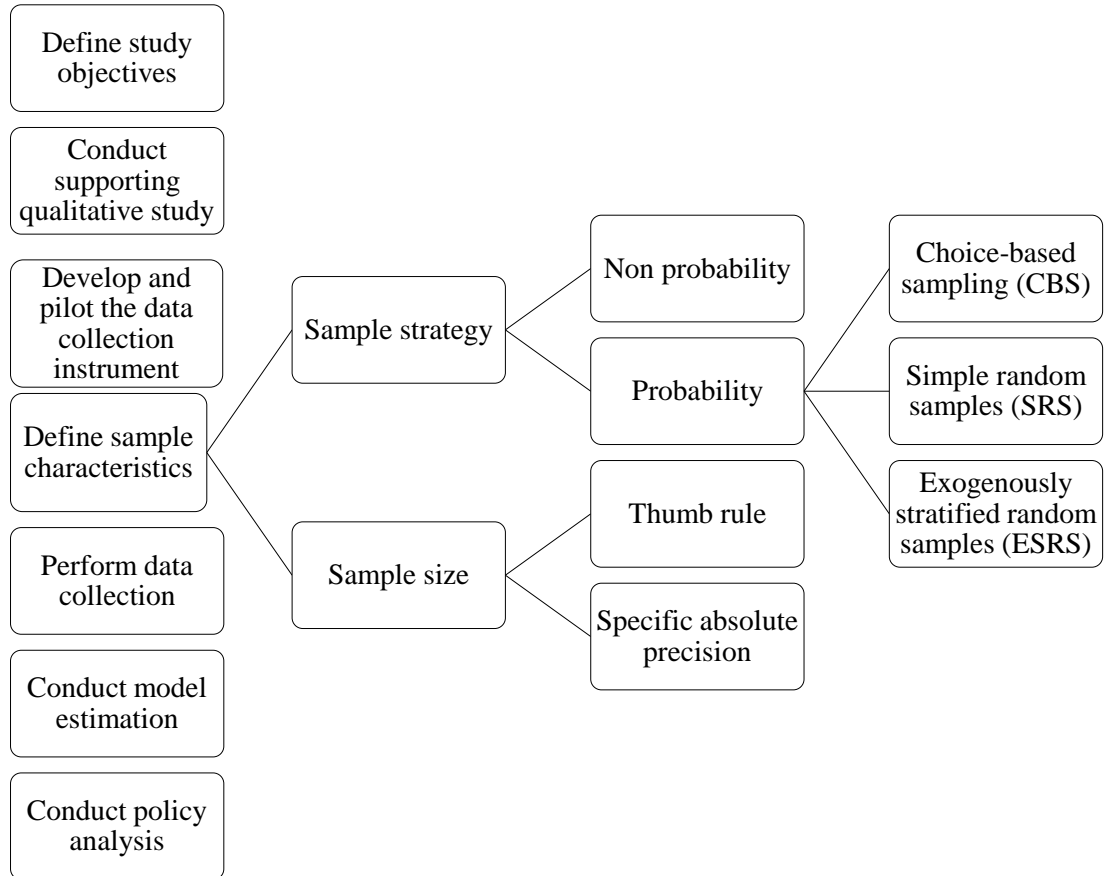 Define study
objectives
Conduct
supporting
qualitative study
Develop and
pilot the data
collection
instrument
Define sample
characteristics
Perform data
collection
Conduct model
estimation
Conduct policy
analysis
Sample strategy
Sample size
Non probability
Probability
Thumb rule
Specific absolute
precision
Choice-based
sampling (CBS)
Simple random
samples (SRS)
Exogenously
stratified random
samples (ESRS)